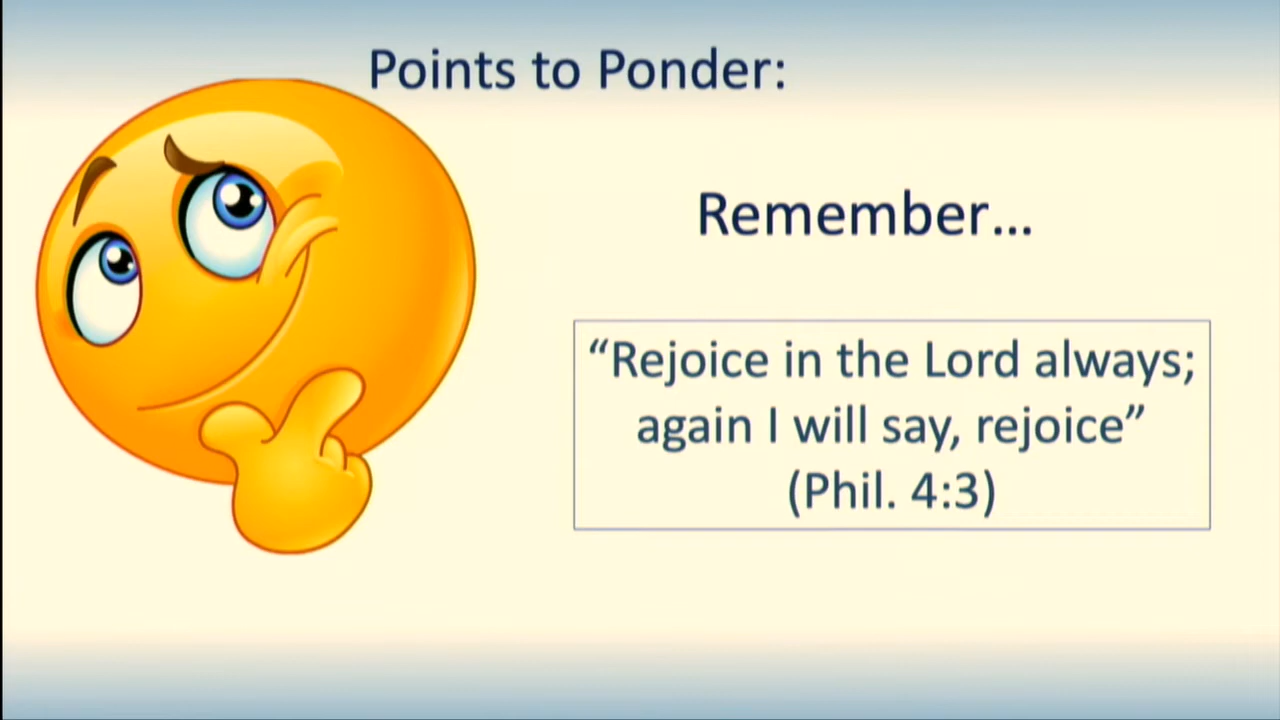 Points to Ponder:
Remember...
“Rejoice in the Lord always;
again I will say, rejoice”
(Phil. 4:3)